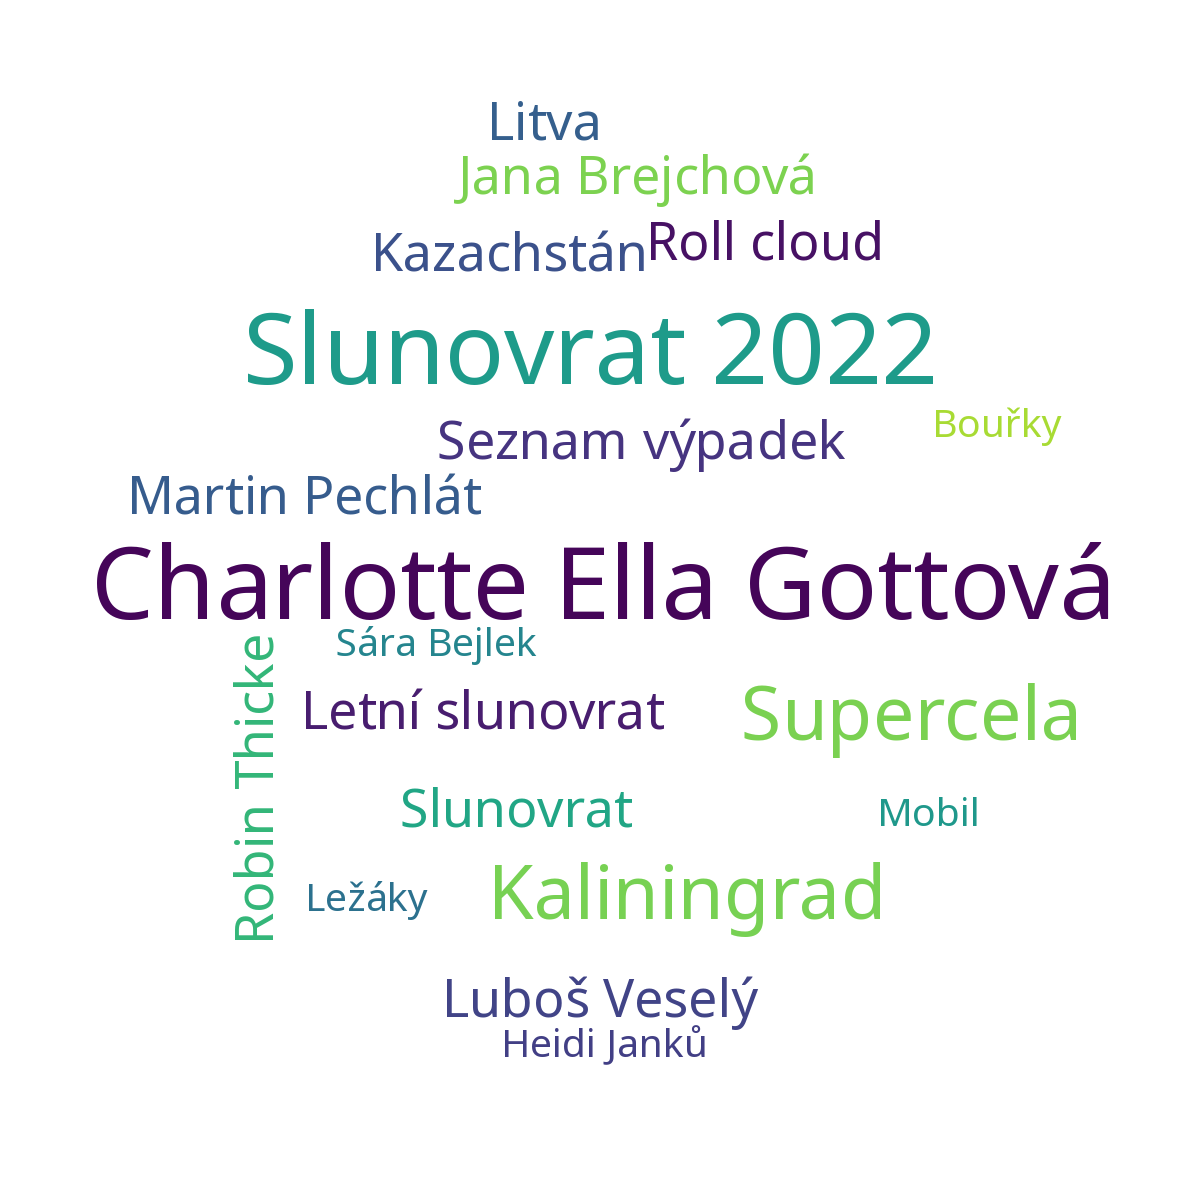 Litva
Jana Brejchová
Roll cloud
Kazachstán
Slunovrat 2022
Bouřky
Seznam výpadek
Martin Pechlát
Charlotte Ella Gottová
Sára Bejlek
Robin Thicke
Letní slunovrat
Supercela
Slunovrat
Mobil
Kaliningrad
Ležáky
Luboš Veselý
Heidi Janků